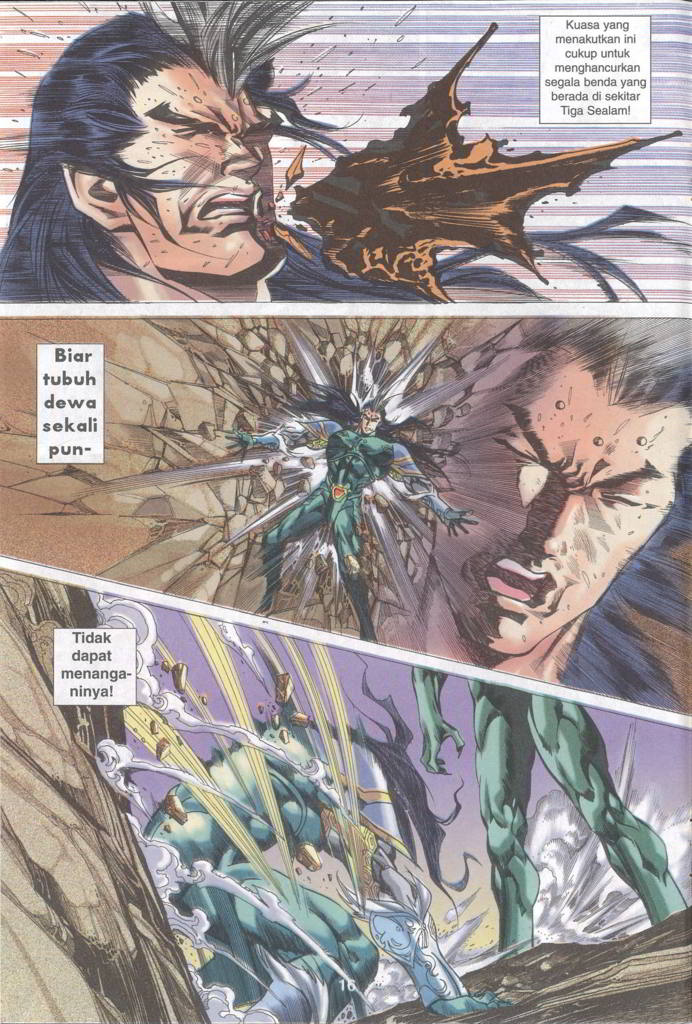 Kuasa yang
menakutkan ini
cukup untuk
menghancurkan
segala benda yang
berada di sekitar
Tiga Sealam!
Biar
tubuh
dewa
sekali
pun-
Tidak
dapat
menanga-
ninya!
16